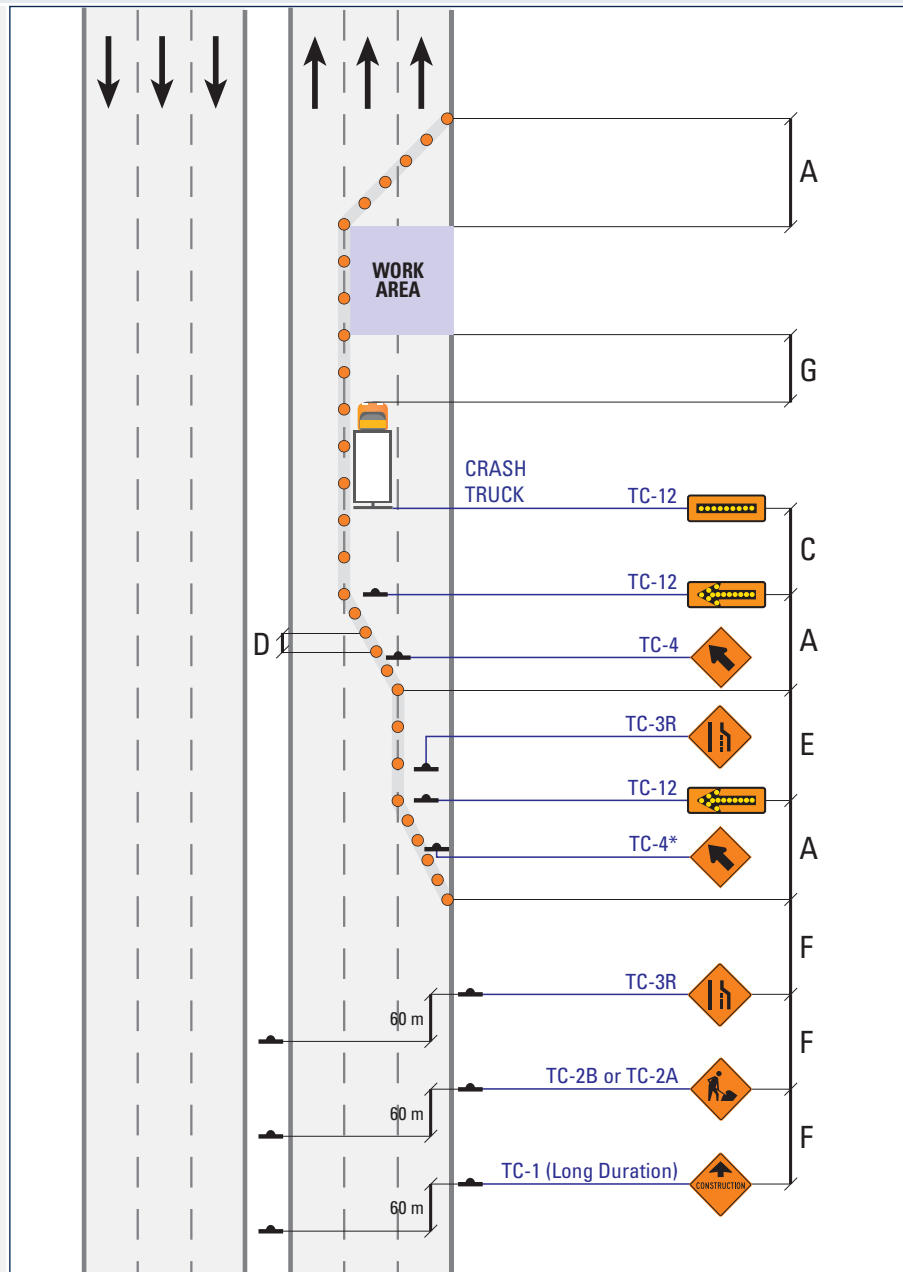 A
WORK
AREA
G
CRASH
TRUCK
TC-12
C
TC-12
D
TC-4
A
TC-3R
E
TC-12
TC-4*
A
F
TC-3R
60 m
F
TC-2B or TC-2A
60 m
F
TC-1 (Long Duration)
CONSTRUCTION
60 m